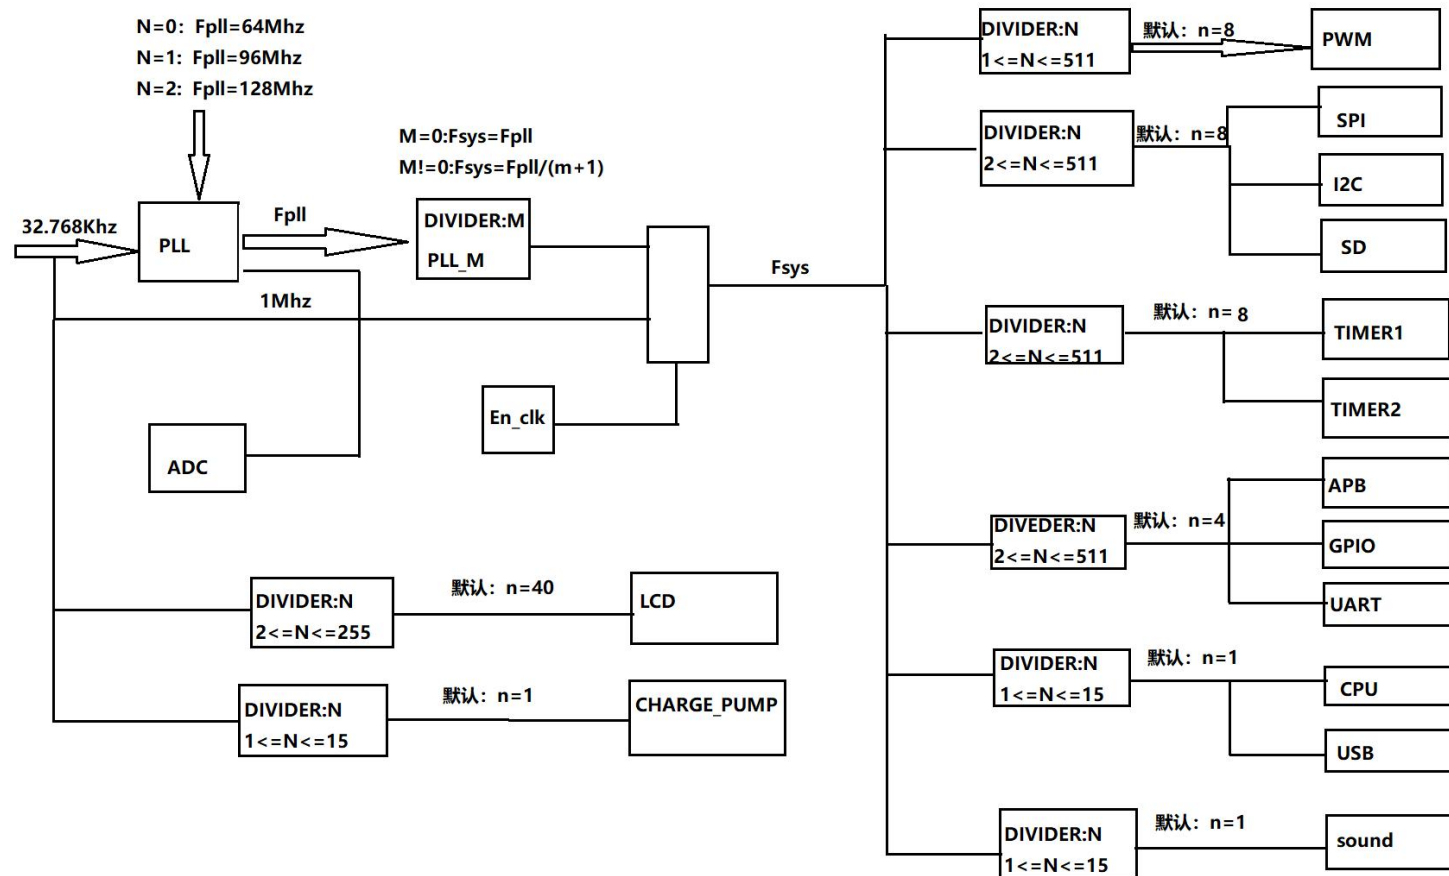 N=0: Fpll=64Mhz
N=1: Fpll=96Mhz
N=2: Fpll=128Mhz
M=0:Fsys=Fpll
M!=0:Fsys=Fpll/(m+1)
32.768Khz
PLL
Fpll
DIVIDER:M
PLL_M
1Mhz
Fsys
En_clk
ADC
DIVIDER:N
2<=N<=255
默认: n=40
LCD
DIVIDER:N
1<=N<=15
默认: n=1
CHARGE_PUMP
DIVIDER:N
1<=N<=511
默认: n=8
PWM
DIVIDER:N
2<=N<=511
默认: n=8
SPI
I2C
SD
DIVIDER:N
2<=N<=511
默认: n=8
TIMER1
TIMER2
DIVEDER:N
2<=N<=511
默认: n=4
APB
GPIO
UART
DIVIDER:N
1<=N<=15
默认: n=1
CPU
USB
DIVIDER:N
1<=N<=15
默认: n=1
sound